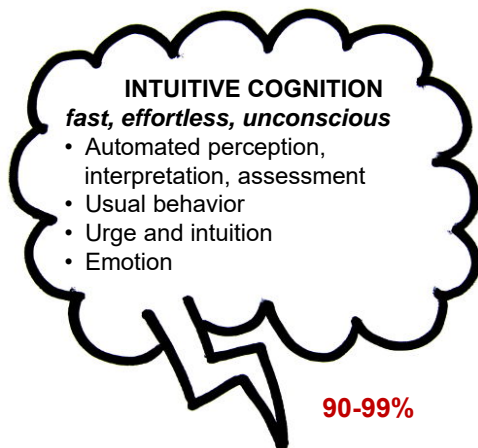 INTUITIVE COGNITION
fast, effortless, unconscious
• Automated perception,
interpretation, assessment
• Usual behavior
• Urge and intuition
• Emotion
90-99%